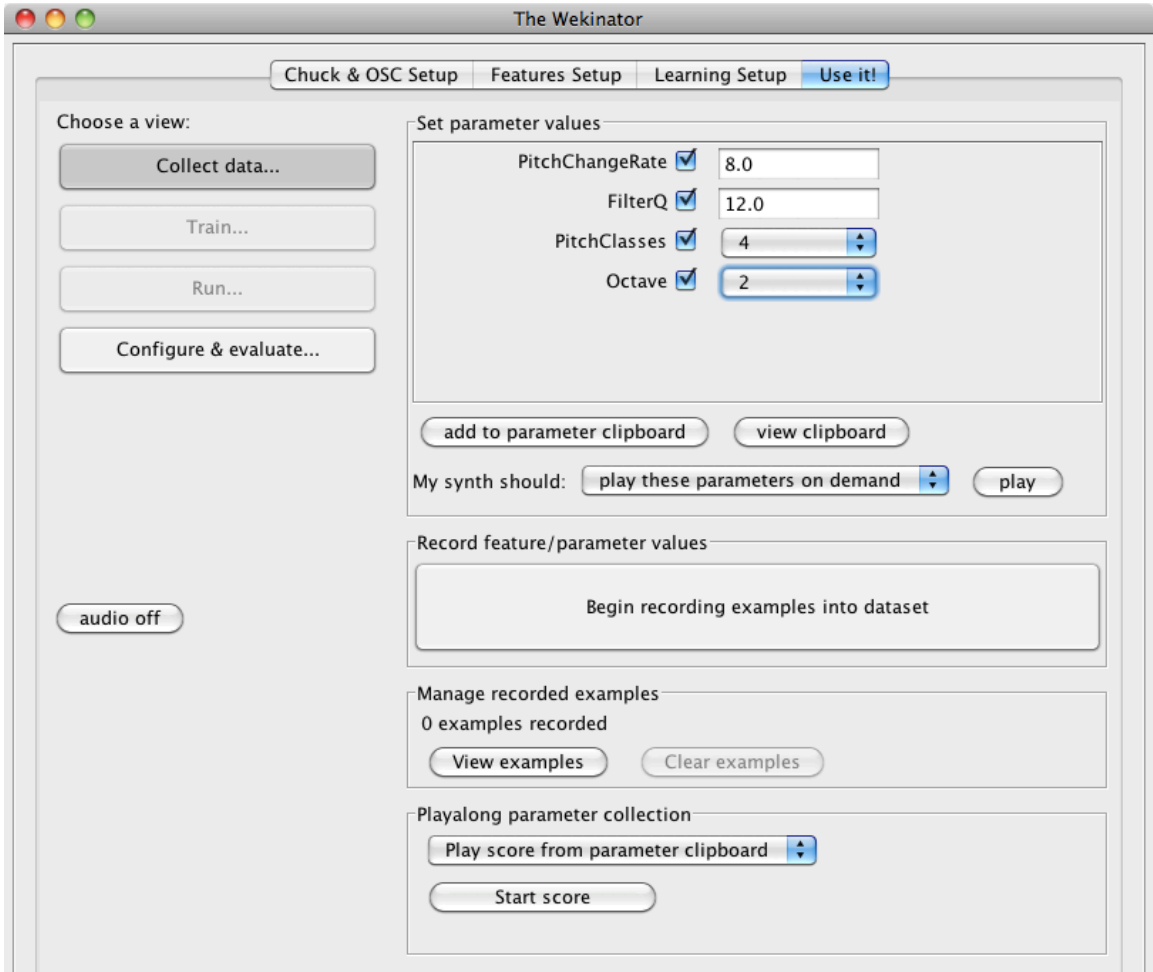 The Wekinator
Chuck & OSC Setup Features Setup Learning Setup Use it!
Choose a view:
Collect data...
Train...
Run...
Configure & evaluate...
audio off
Set parameter values
PitchChangeRate 8.0
FilterQ 12.0
PitchClasses 4
Octave 2
add to parameter clipboard view clipboard
My synth should: play these parameters on demand play
Record feature/parameter values
Begin recording examples into dataset
Manage recorded examples
0 examples recorded
View examples Clear examples
Playalong parameter collection
Play score from parameter clipboard
Start score